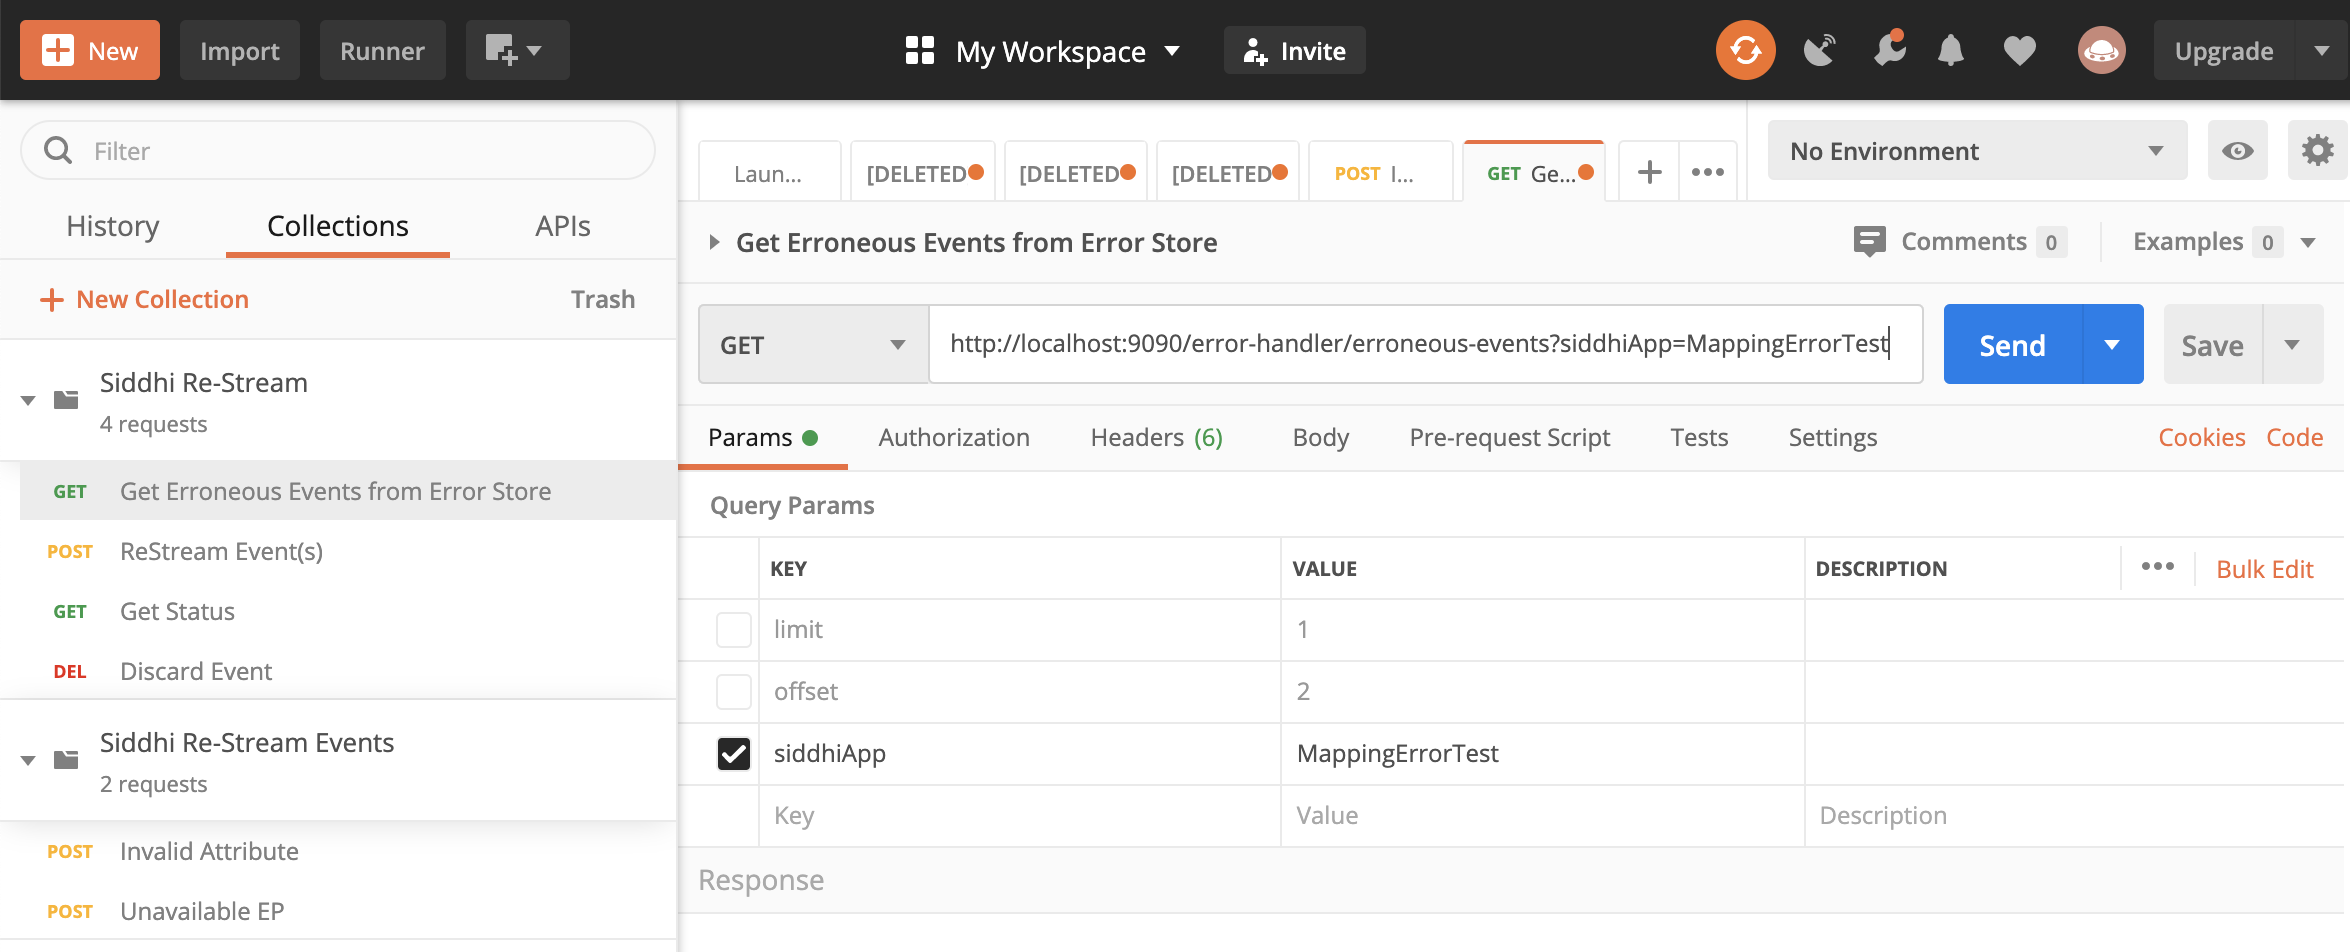 New Import Runner My Workspace Invite Upgrade
Filter
History Collections APIs
New Collection Trash
Siddhi Re-Stream
4 requests
GET Get Erroneous Events from Error Store
POST ReStream Event(s)
GET Get Status
DEL Discard Event
Siddhi Re-Stream Events
2 requests
POST Invalid Attribute
POST Unavailable EP
Laun... [DELETED [DELETED [DELETED POST I... GET Ge... No Environment
Get Erroneous Events from Error Store Comments 0 Examples 0
GET http://localhost:9090/error-handler/erroneous-events?siddhiApp=MappingErrorTest Send Save
Params Authorization Headers (6) Body Pre-request Script Tests Settings Cookies Code
Query Params
KEY VALUE DESCRIPTION Bulk Edit
limit 1
offset 2
siddhiApp MappingErrorTest
Key Value Description
Response